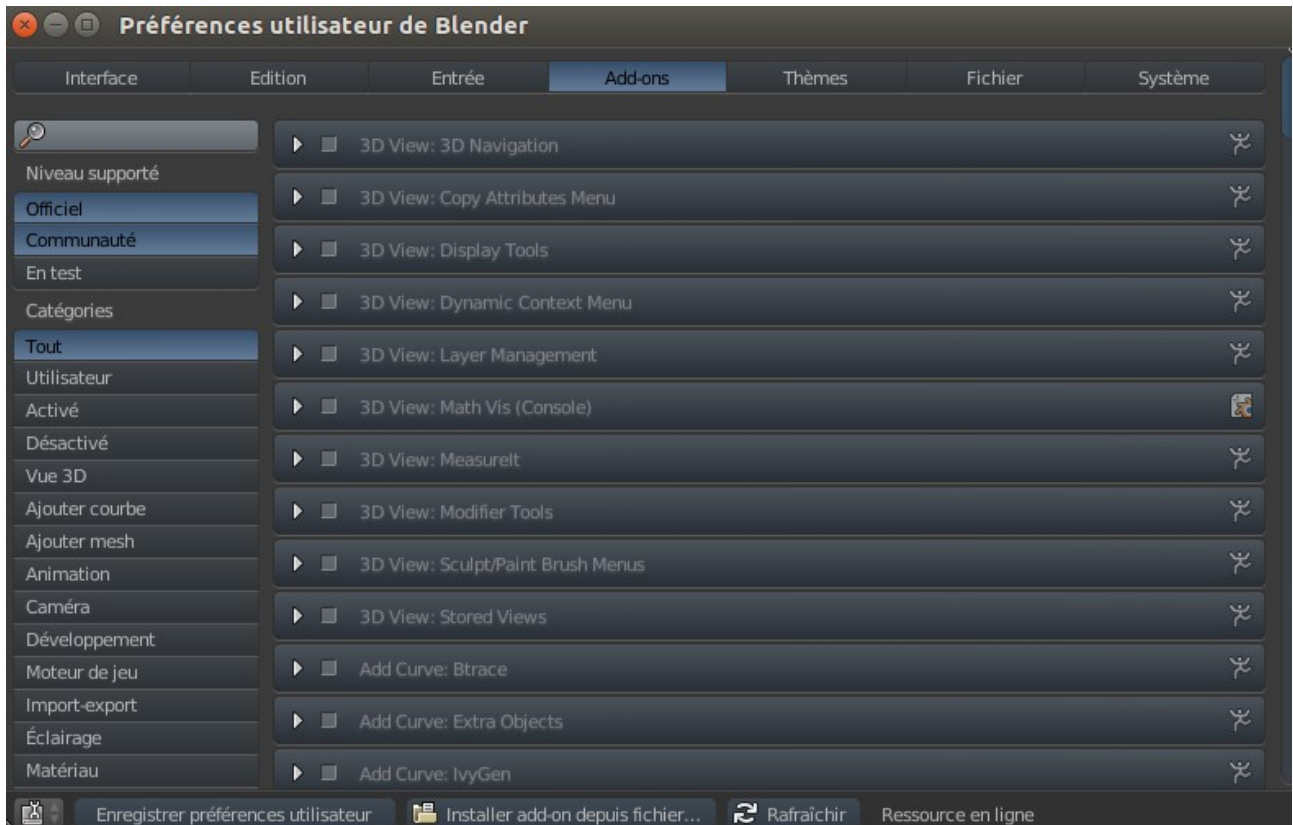 Préférences utilisateur de Blender
Interface
Edition
Entrée
Add-ons
Thèmes
Fichier
Système
Niveau supporté
Officiel
Communauté
En test
Catégories
Tout
Utilisateur
Activé
Désactivé
Vue 3D
Ajouter courbe
Ajouter mesh
Animation
Caméra
Développement
Moteur de jeu
Import-export
Éclairage
Matériau
3D View: 3D Navigation
3D View: Copy Attributes Menu
3D View: Display Tools
3D View: Dynamic Context Menu
3D View: Layer Management
3D View: Math Vis (Console)
3D View: MeasureIt
3D View: Modifier Tools
3D View: Sculpt/Paint Brush Menus
3D View: Stored Views
Add Curve: Btrace
Add Curve: Extra Objects
Add Curve: IvyGen
Enregistrer préférences utilisateur
Installer add-on depuis fichier...
Rafraîchir
Ressource en ligne